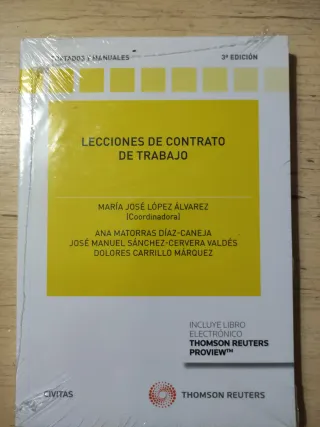 TRATADOS Y MANUALES
3ª EDICIÓN
LECCIONES DE CONTRATO
DE TRABAJO
MARÍA JOSÉ LÓPEZ ÁLVAREZ
(Coordinadora)
ANA MATORRAS DÍAZ-CANEJA
JOSÉ MANUEL SÁNCHEZ-CERVERA VALDÉS
DOLORES CARRILLO MÁRQUEZ
INCLUYE LIBRO
ELECTRÓNICO
THOMSON REUTERS
PROVIEW™
CIVITAS
THOMSON REUTERS